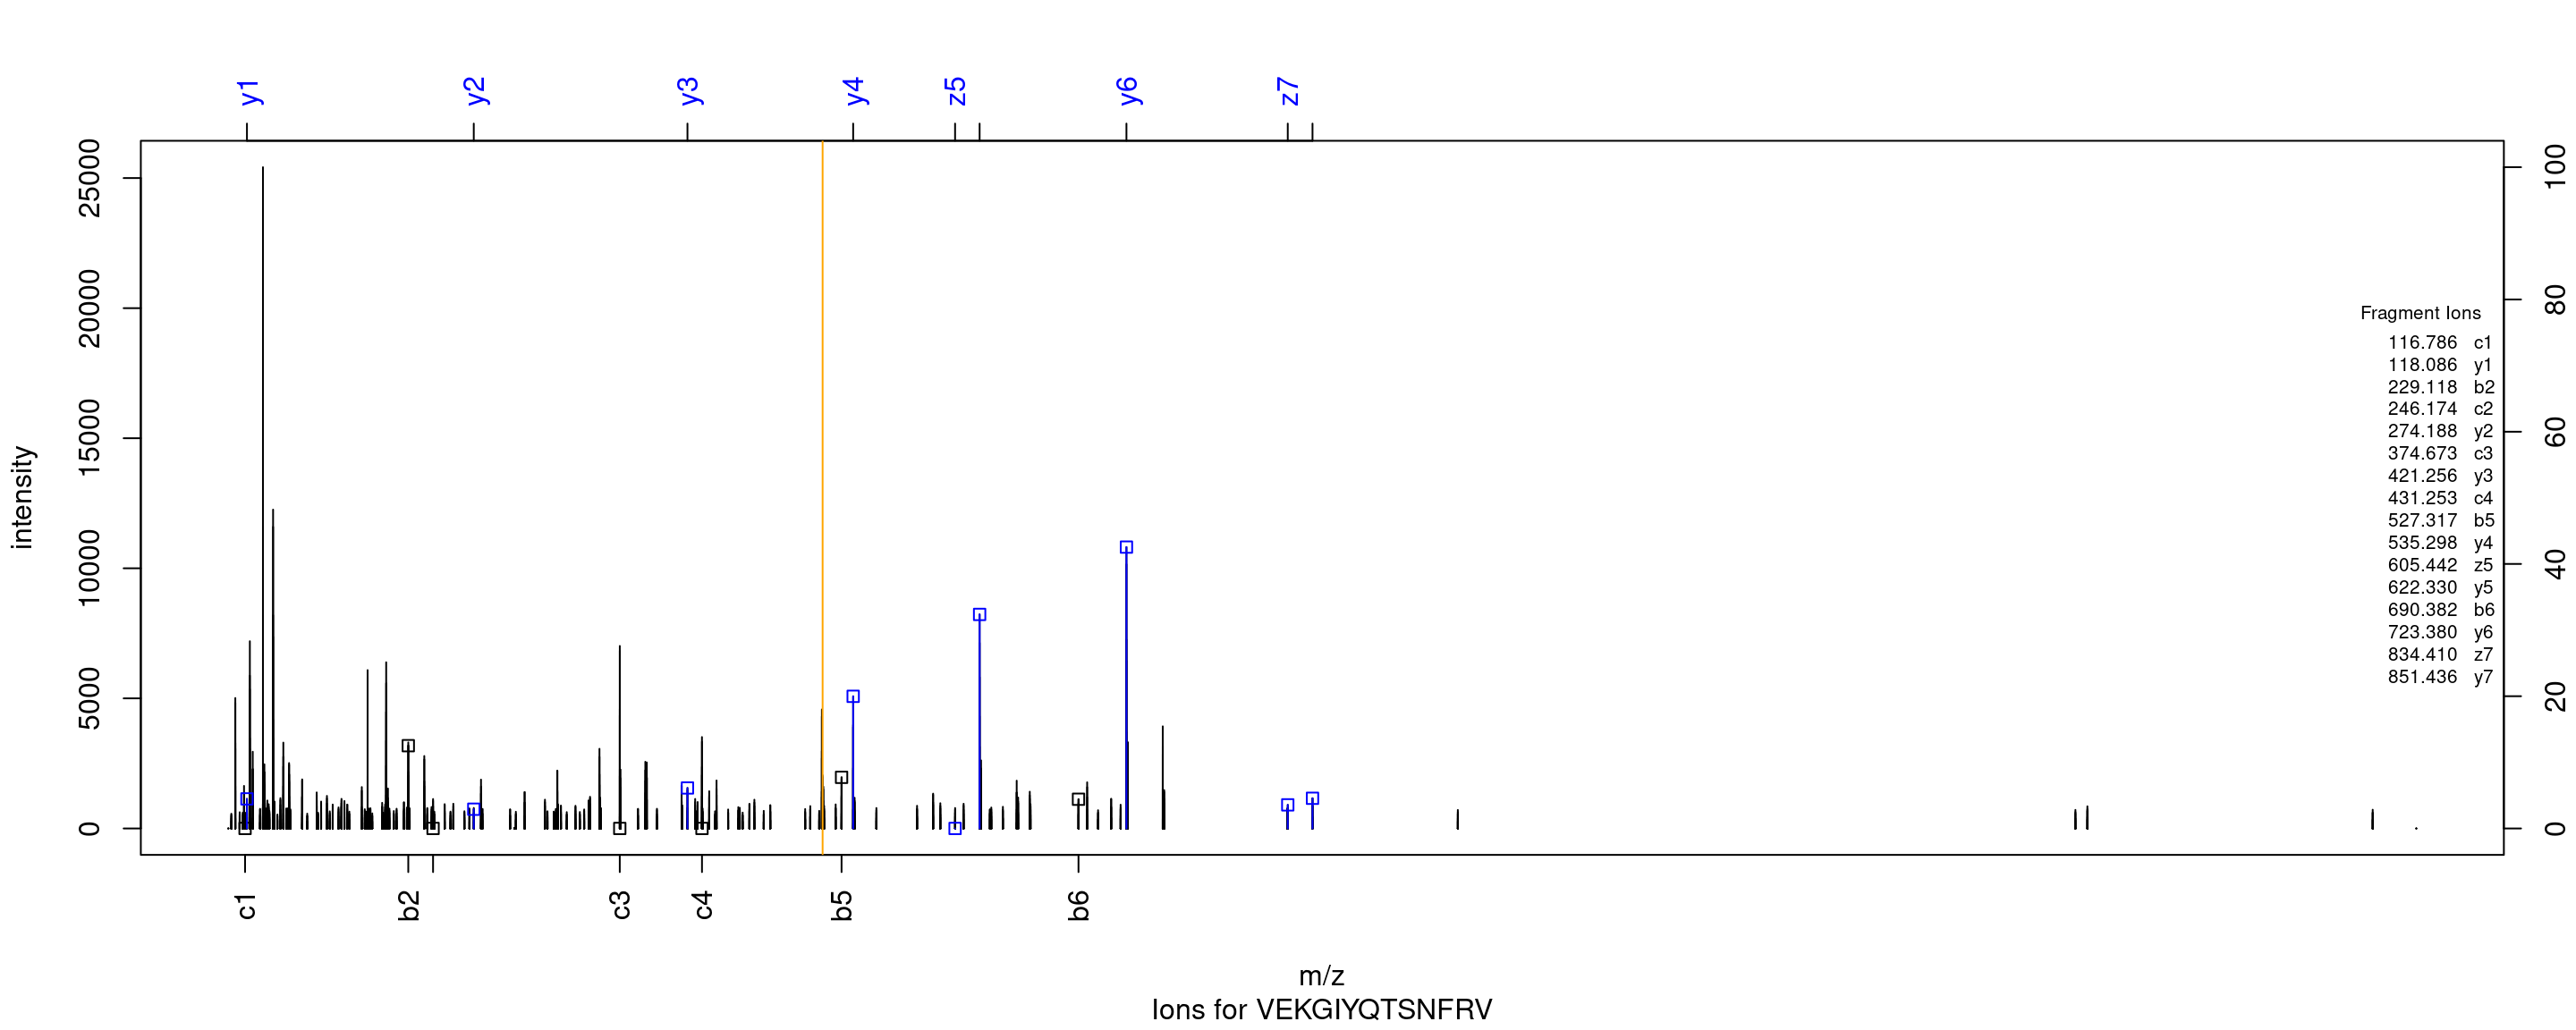 y1 y2 y3 y4 z5 y6 z7
intensity
0 5000 10000 15000 20000 25000
0 20 40 60 80 100
Fragment Ions
116.786 c1
118.086 y1
229.118 b2
246.174 c2
274.188 y2
374.673 c3
421.256 y3
431.253 c4
527.317 b5
535.298 y4
605.442 z5
622.330 y5
690.382 b6
723.380 y6
834.410 z7
851.436 y7
c1 b2 c3 c4 b5 b6
m/z
Ions for VEKGIYQTSNFRV